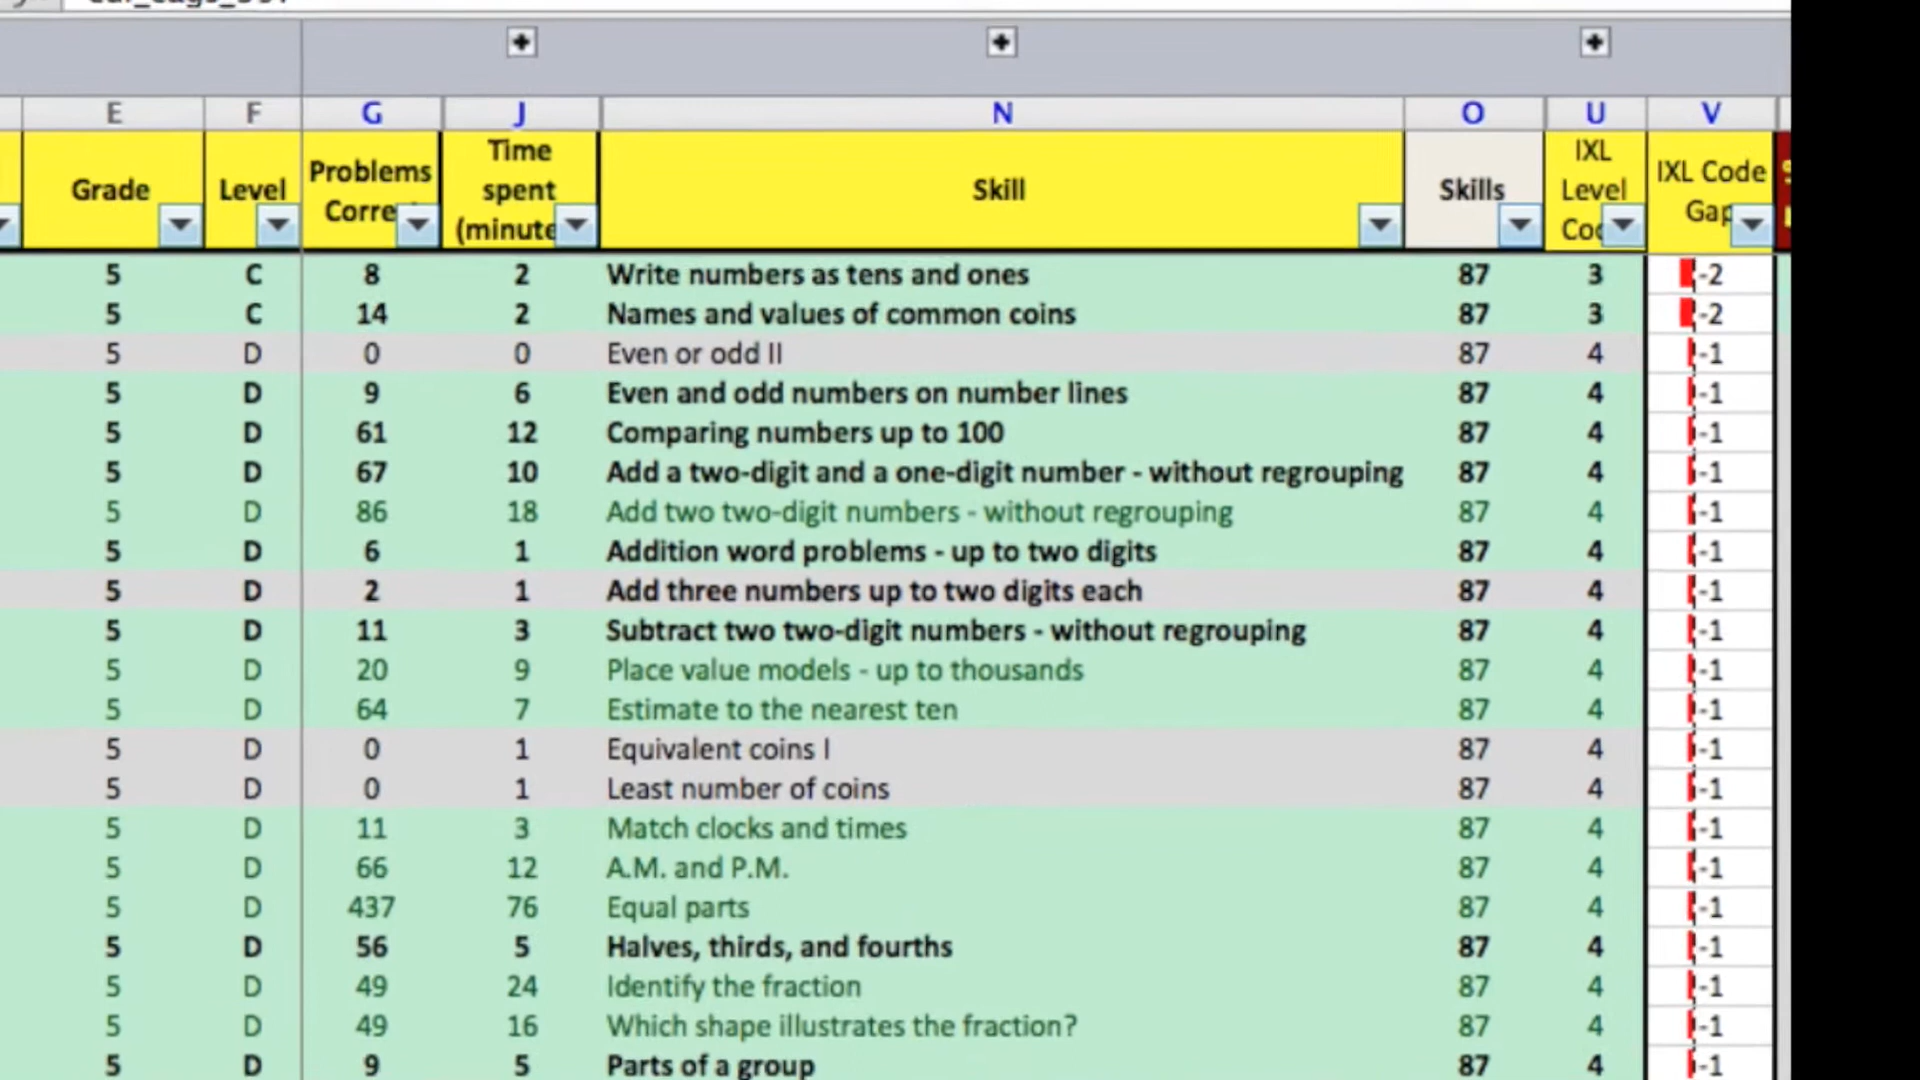 E F G J N O U V
Grade Level Problems Corre Time spent (minute Skill Skills IXL Level Coc IXL Code Gap
5 C 8 2 Write numbers as tens and ones 87 3 -2
5 C 14 2 Names and values of common coins 87 3 -2
5 D 0 0 Even or odd II 87 4 -1
5 D 9 6 Even and odd numbers on number lines 87 4 -1
5 D 61 12 Comparing numbers up to 100 87 4 -1
5 D 67 10 Add a two-digit and a one-digit number - without regrouping 87 4 -1
5 D 86 18 Add two two-digit numbers - without regrouping 87 4 -1
5 D 6 1 Addition word problems - up to two digits 87 4 -1
5 D 2 1 Add three numbers up to two digits each 87 4 -1
5 D 11 3 Subtract two two-digit numbers - without regrouping 87 4 -1
5 D 20 9 Place value models - up to thousands 87 4 -1
5 D 64 7 Estimate to the nearest ten 87 4 -1
5 D 0 1 Equivalent coins I 87 4 -1
5 D 0 1 Least number of coins 87 4 -1
5 D 11 3 Match clocks and times 87 4 -1
5 D 66 12 A.M. and P.M. 87 4 -1
5 D 437 76 Equal parts 87 4 -1
5 D 56 5 Halves, thirds, and fourths 87 4 -1
5 D 49 24 Identify the fraction 87 4 -1
5 D 49 16 Which shape illustrates the fraction? 87 4 -1
5 D 9 5 Parts of a group 87 4 -1